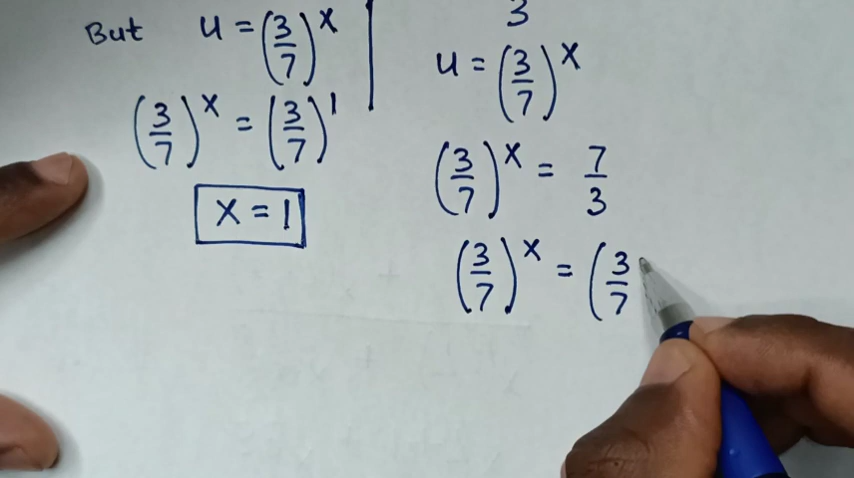 But u = (3/7)^x
(3/7)^x = (3/7)^1
x = 1
3
u = (3/7)^x
(3/7)^x = 7/3
(3/7)^x = (3/7